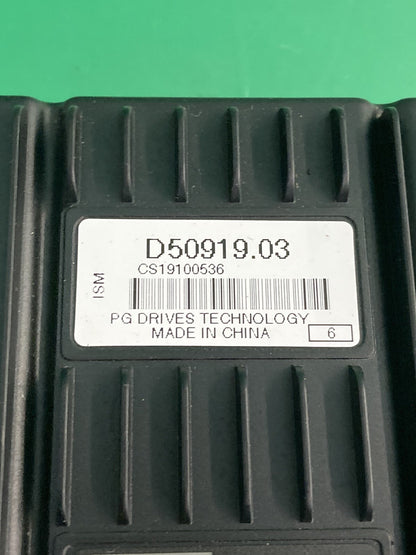 D50919.03
CS19100536
ISM
PG DRIVES TECHNOLOGY
MADE IN CHINA
6